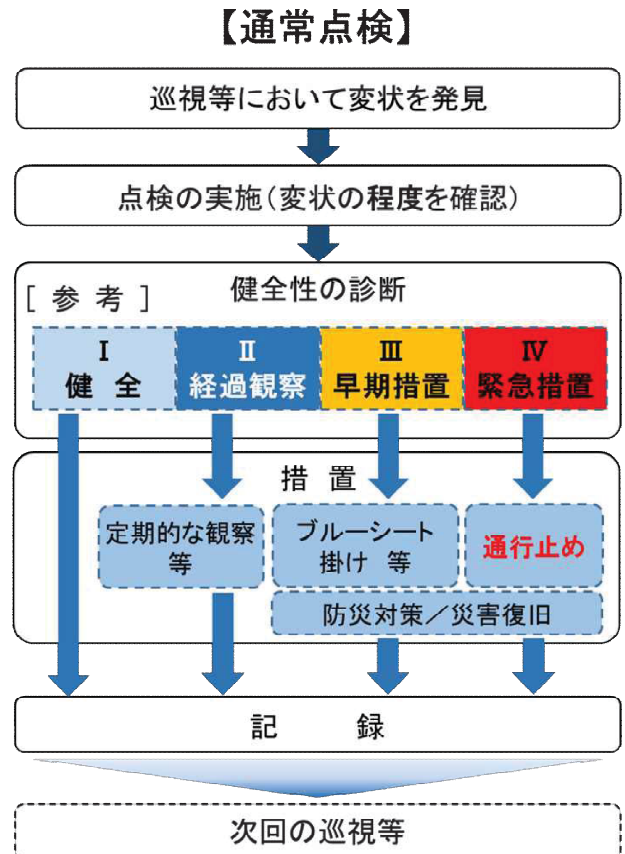 【通常点検】
巡視等において変状を発見
点検の実施(変状の程度を確認)
健全性の診断
[ 参 考 ]
Ⅰ
健 全
Ⅱ
経過観察
Ⅲ
早期措置
Ⅳ
緊急措置
措 置
定期的な観察
等
ブルーシート
掛け 等
通行止め
防災対策／災害復旧
記 録
次回の巡視等